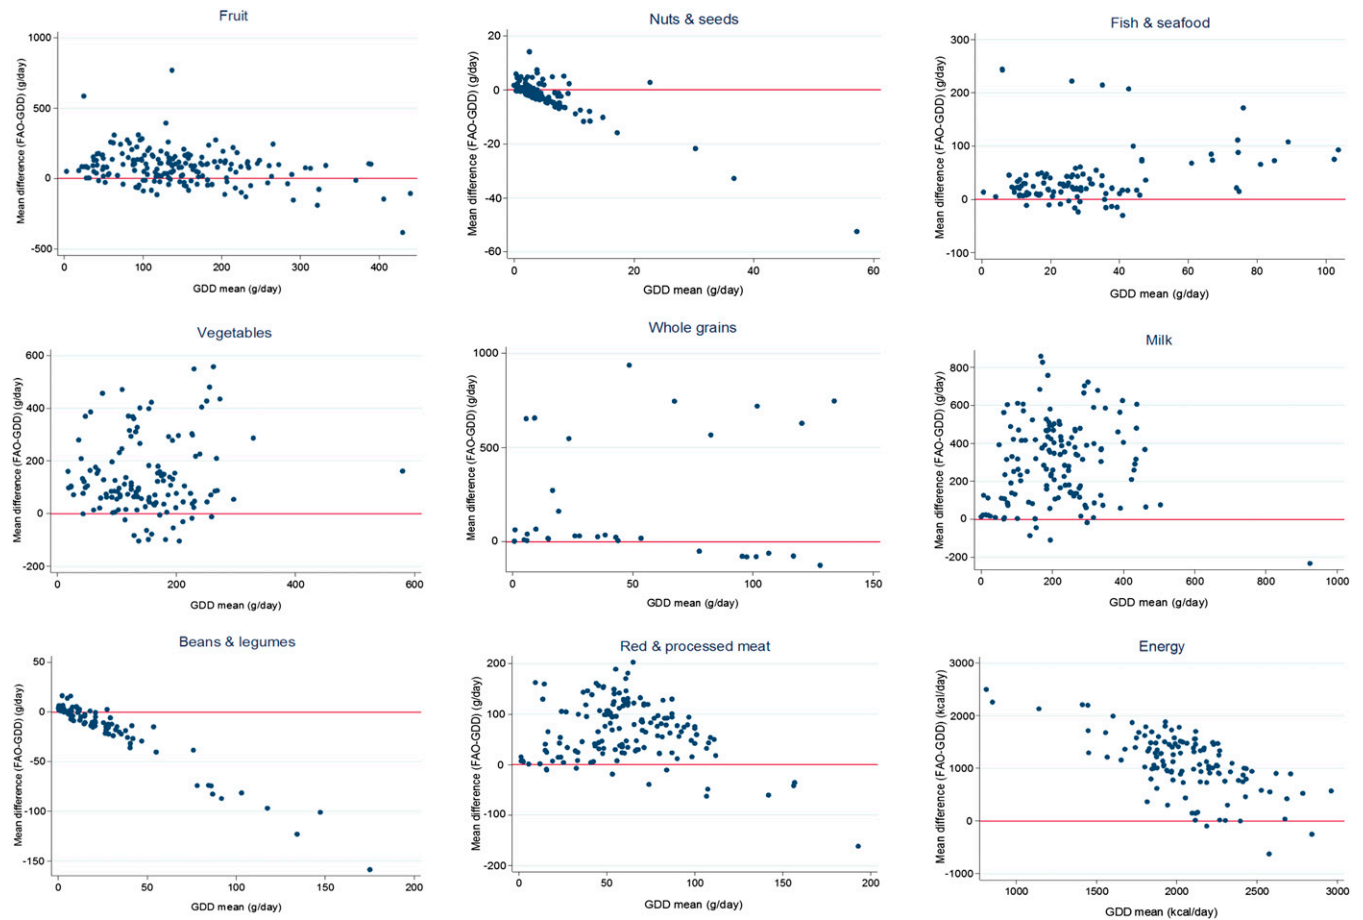 Fruit
Mean difference (FAO-GDD) (g/day)
1000
500
0
-500
0 100 200 300 400
GDD mean (g/day)
Nuts & seeds
Mean difference (FAO-GDD) (g/day)
20
0
-20
-40
-60
0 20 40 60
GDD mean (g/day)
Fish & seafood
Mean difference (FAO-GDD) (g/day)
300
200
100
0
-100
0 20 40 60 80 100
GDD mean (g/day)
Vegetables
Mean difference (FAO-GDD) (g/day)
600
400
200
0
-200
0 200 400 600
GDD mean (g/day)
Whole grains
Mean difference (FAO-GDD) (g/day)
1000
500
0
0 50 100 150
GDD mean (g/day)
Milk
Mean difference (FAO-GDD) (g/day)
800
600
400
200
0
-200
0 200 400 600 800 1000
GDD mean (g/day)
Beans & legumes
Mean difference (FAO-GDD) (g/day)
50
0
-50
-100
-150
0 50 100 150 200
GDD mean (g/day)
Red & processed meat
Mean difference (FAO-GDD) (g/day)
200
100
0
-100
-200
0 50 100 150 200
GDD mean (g/day)
Energy
Mean difference (FAO-GDD) (kcal/day)
3000
2000
1000
0
-1000
1000 1500 2000 2500 3000
GDD mean (kcal/day)